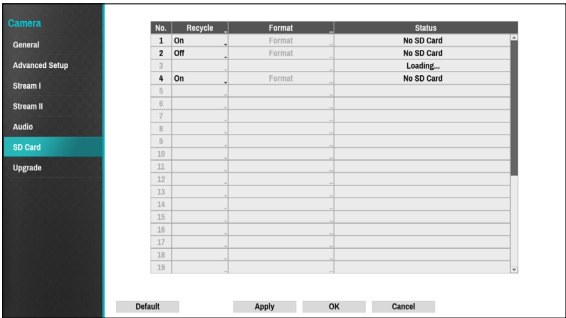 Camera
General
Advanced Setup
Stream I
Stream II
Audio
SD Card
Upgrade
No. Recycle Format Status
1 On Format No SD Card
2 Off Format No SD Card
3 Loading...
4 On Format No SD Card
5
6
7
8
9
10
11
12
13
14
15
16
17
18
19
Default Apply OK Cancel